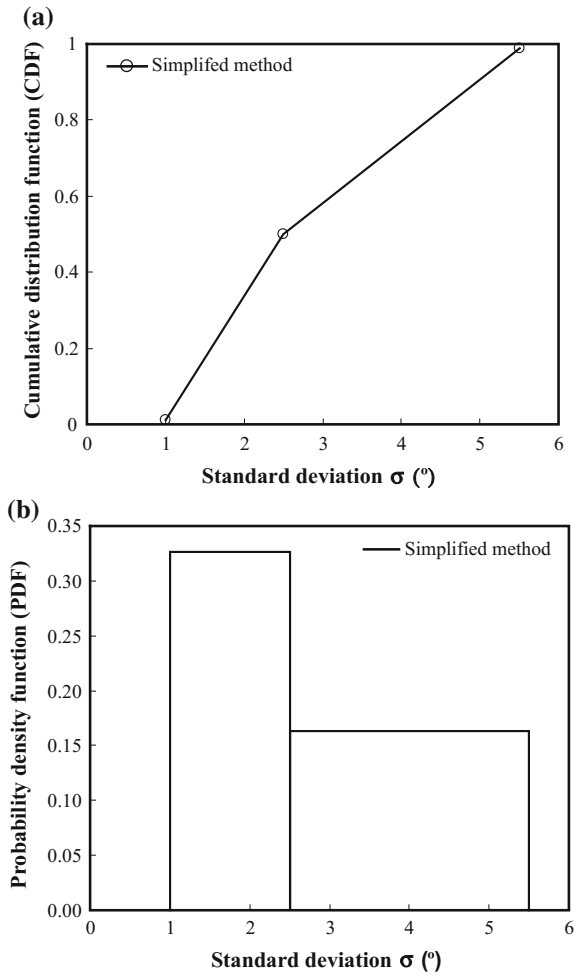 (a)
Cumulative distribution function (CDF)
1
0.8
0.6
0.4
0.2
0
Simplifed method
0 1 2 3 4 5 6
Standard deviation σ (º)
(b)
Probability density function (PDF)
0.35
0.30
0.25
0.20
0.15
0.10
0.05
0.00
Simplified method
0 1 2 3 4 5 6
Standard deviation σ (º)